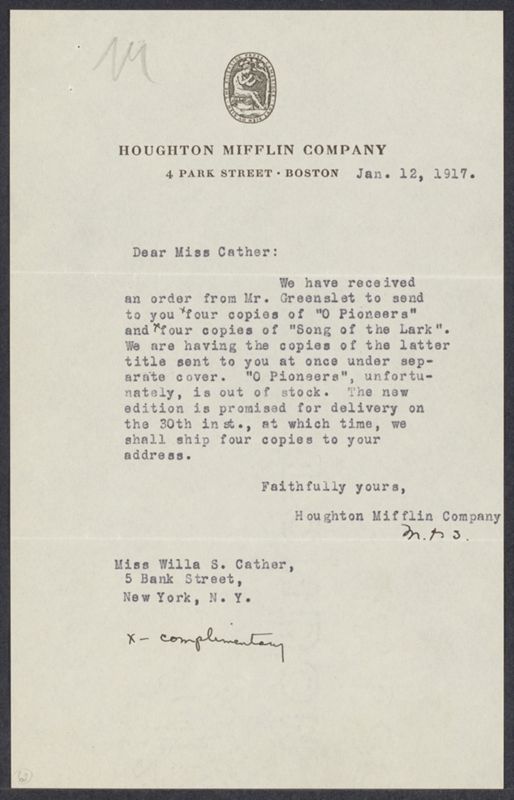 HOUGHTON MIFFLIN COMPANY
4 PARK STREET · BOSTON Jan. 12, 1917.
Dear Miss Cather:
We have received
an order from Mr. Greenslet to send
to you xfour copies of "O Pioneers"
and xfour copies of "Song of the Lark".
We are having the copies of the latter
title sent to you at once under sep-
arate cover. "O Pioneers", unfortu-
nately, is out of stock. The new
edition is promised for delivery on
the 30th inst., at which time, we
shall ship four copies to your
address.
Faithfully yours,
Houghton Mifflin Company
Miss Willa S. Cather,
5 Bank Street,
New York, N. Y.
x- complimentary